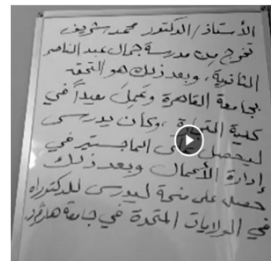 الأستاذ/الدكتور محمد شريف
تخرج من مدرسة جمال عبد الناصر
الثانوية، وبعد ذلك هو التحق
بجامعة القاهرة وعمل معيداً في
كلية التجارة، وكان يدرس
ليحصل على الماجستير في
إدارة الأعمال وبعد ذلك
حصل على منحة ليدرس للدكتوراه
في الولايات المتحدة في جامعة هارفرد